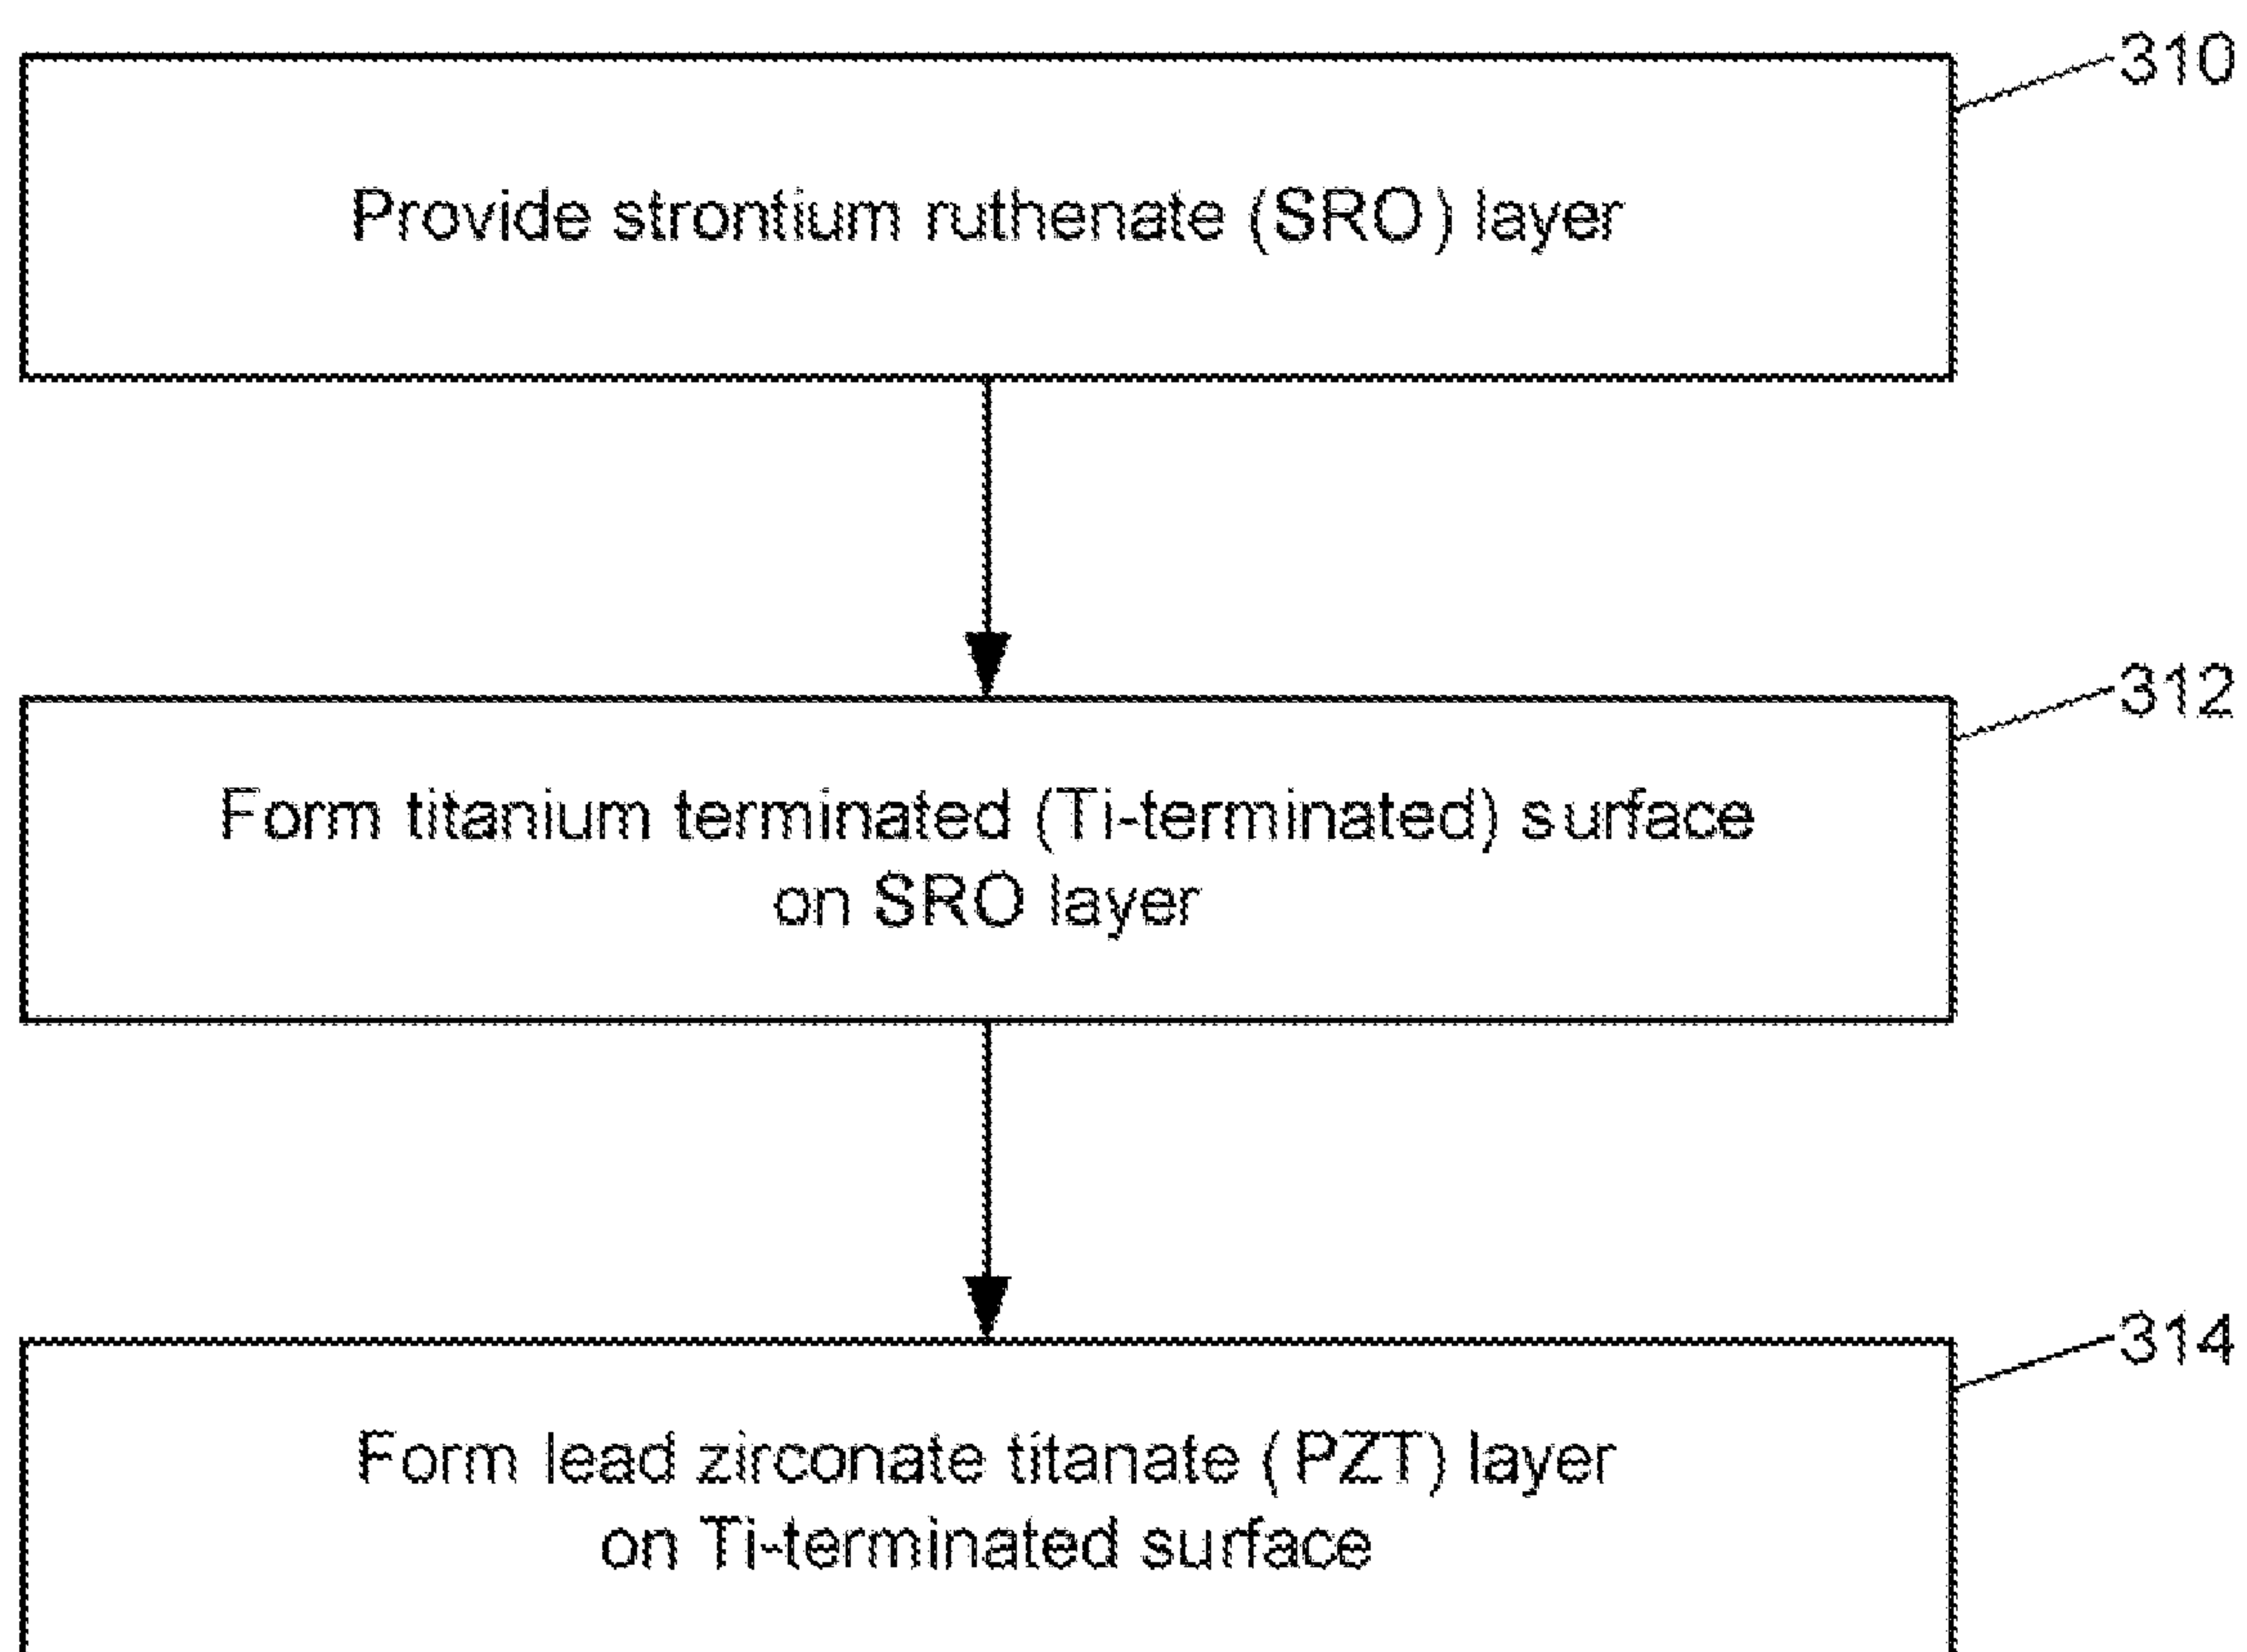 310
Provide strontium ruthenate (SRO) layer
312
Form titanium terminated (Ti-terminated) surface
on SRO layer
314
Form lead zirconate titanate (PZT) layer
on Ti-terminated surface